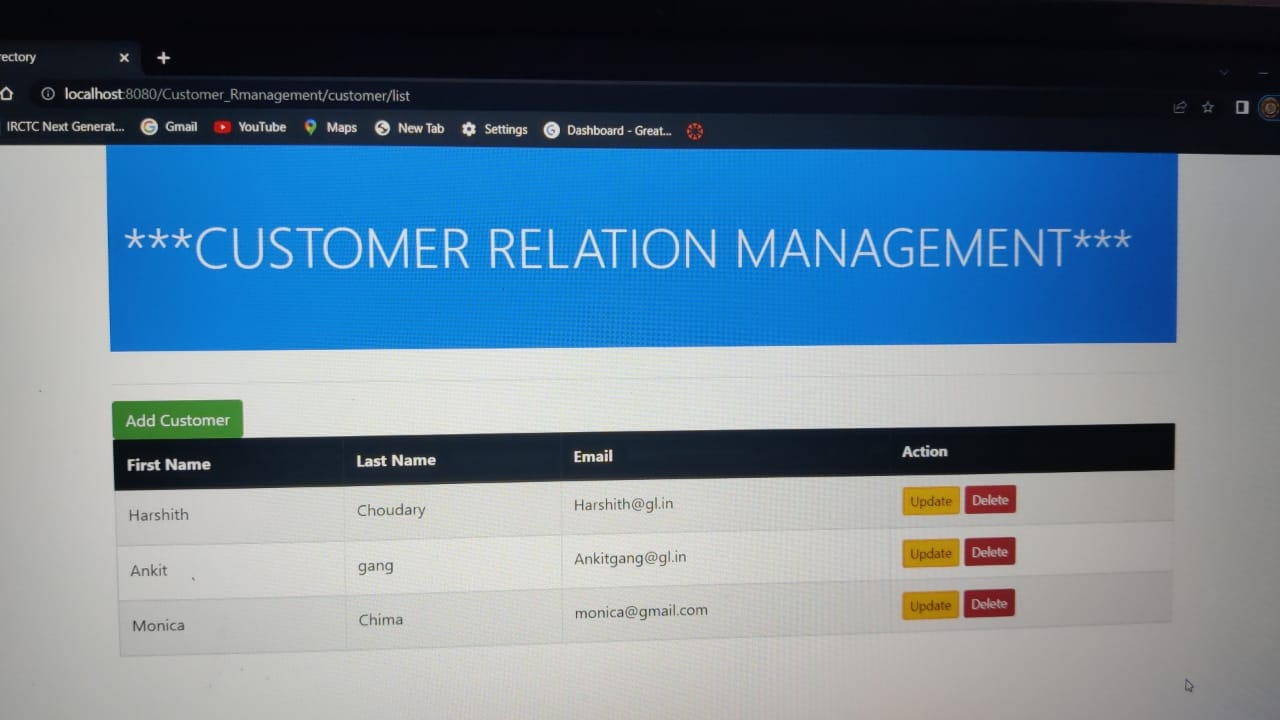 rectory
localhost:8080/Customer_Rmanagement/customer/list
IRCTC Next Generat... Gmail YouTube Maps New Tab Settings Dashboard - Great...
***CUSTOMER RELATION MANAGEMENT***
Add Customer
First Name Last Name Email Action
Harshith Choudary Harshith@gl.in Update Delete
Ankit gang Ankitgang@gl.in Update Delete
Monica Chima monica@gmail.com Update Delete